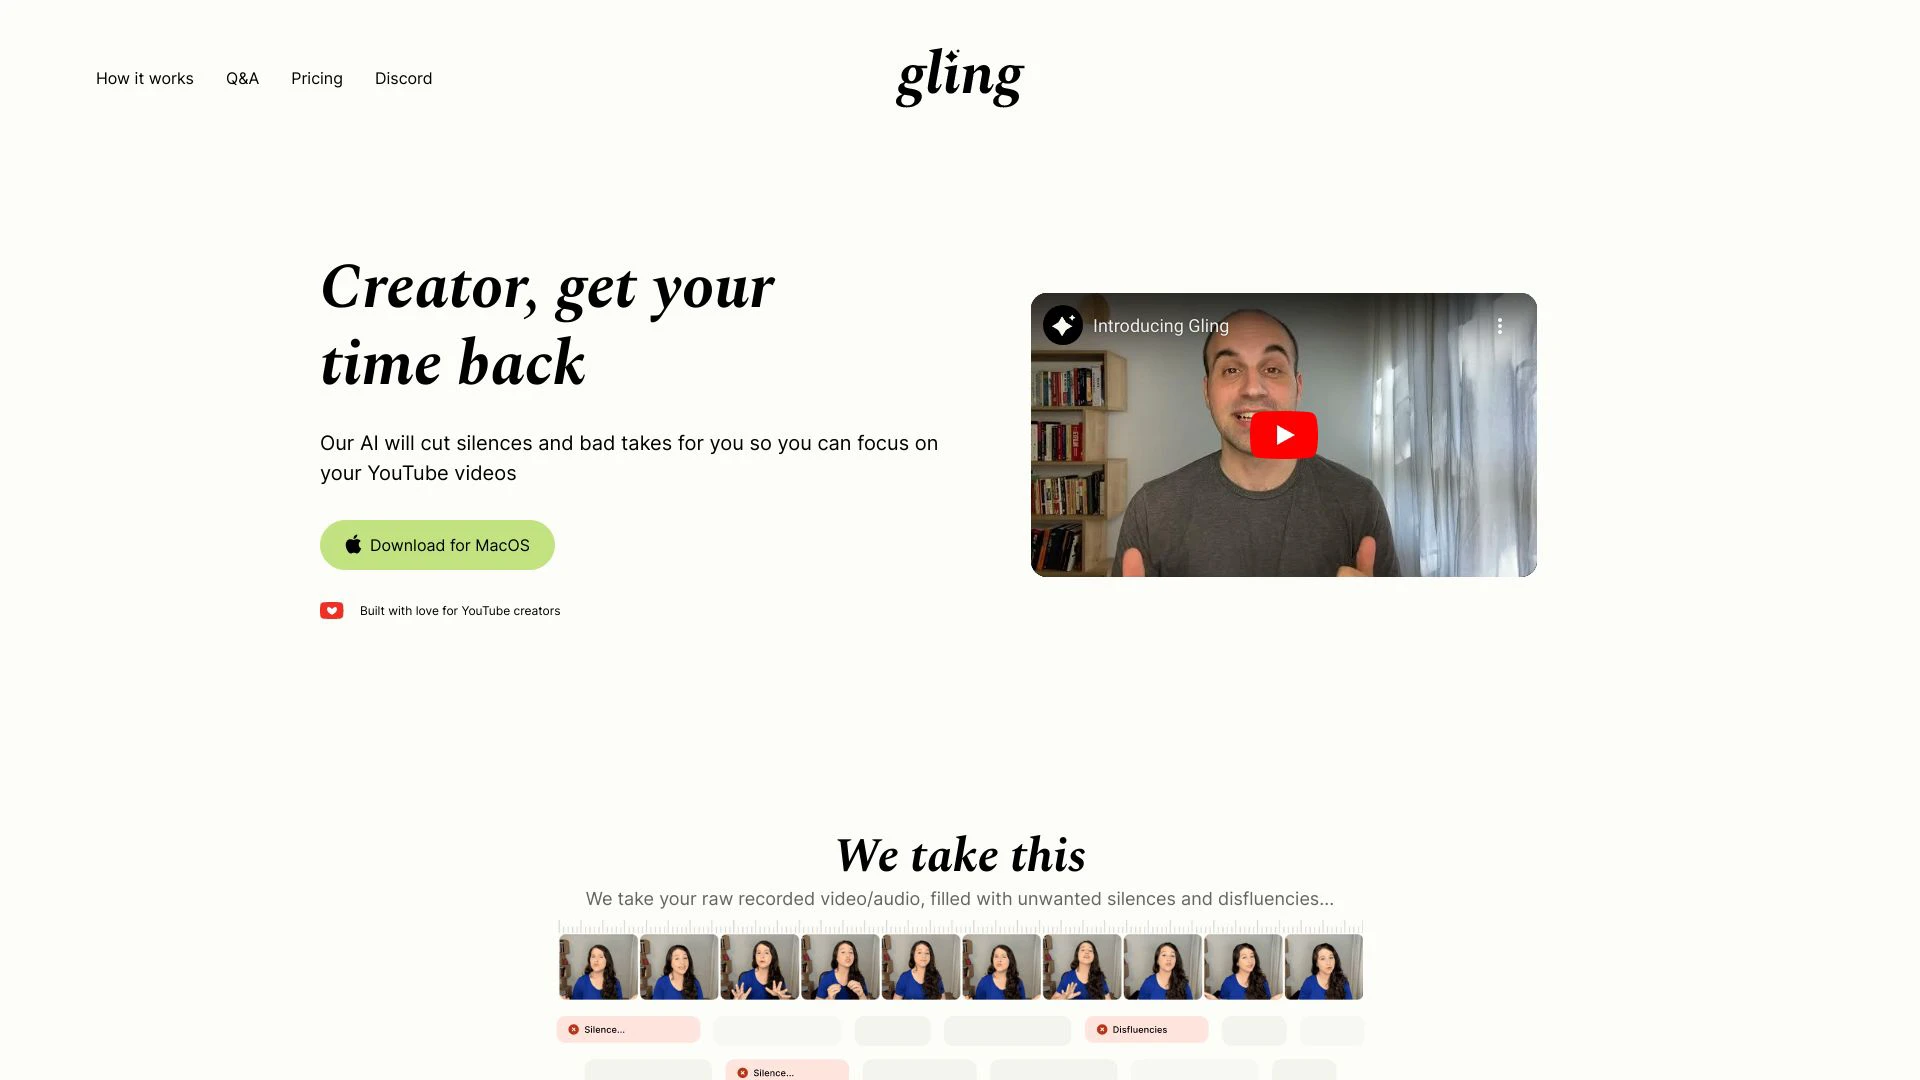 How it works
Q&A
Pricing
Discord
gling
Creator, get your
time back
Our AI will cut silences and bad takes for you so you can focus on
your YouTube videos
Download for MacOS
Built with love for YouTube creators
Introducing Gling
We take this
We take your raw recorded video/audio, filled with unwanted silences and disfluencies...
Silence...
Disfluencies
Silence...